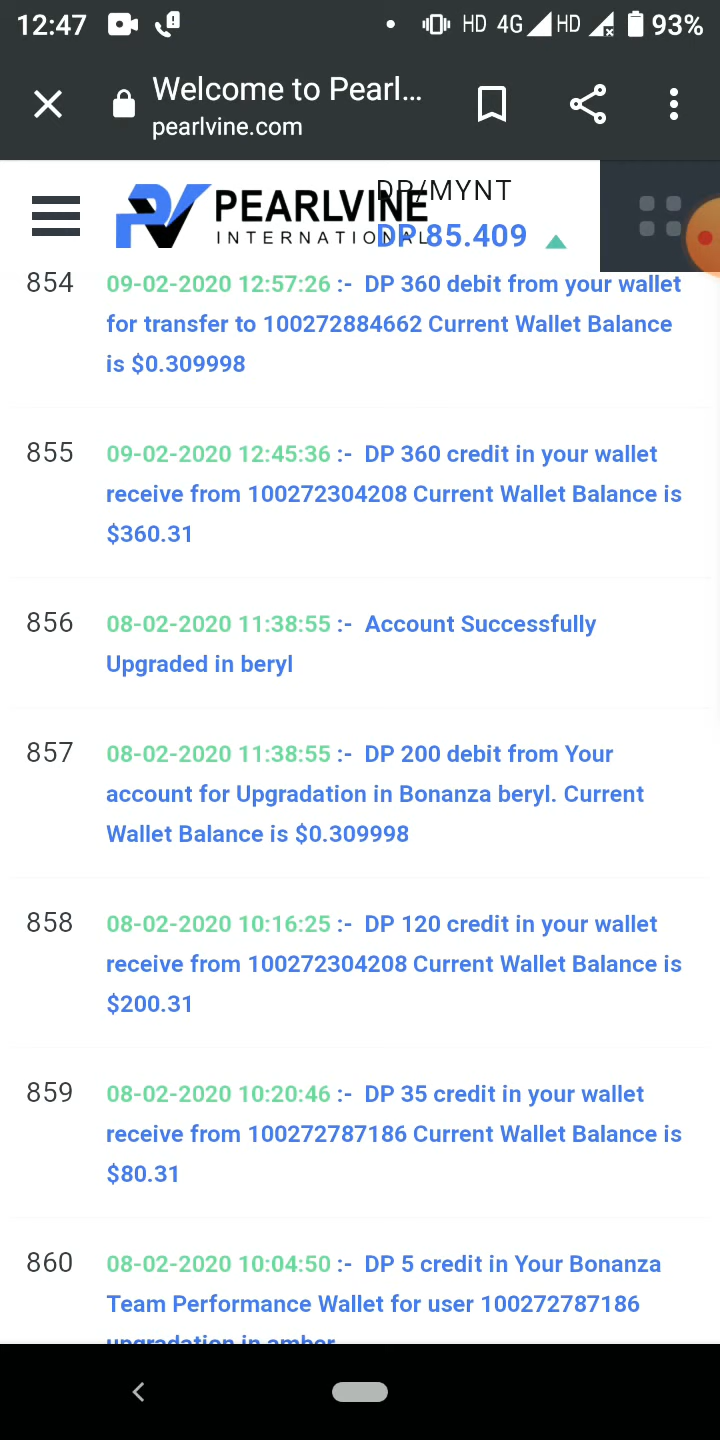 12:47 HD 4G HD 93%
Welcome to Pearl...
pearlvine.com
DP/MYNT
PEARLVINE
INTERNATIONAL
DP 85.409
854 09-02-2020 12:57:26 :- DP 360 debit from your wallet
for transfer to 100272884662 Current Wallet Balance
is $0.309998
855 09-02-2020 12:45:36 :- DP 360 credit in your wallet
receive from 100272304208 Current Wallet Balance is
$360.31
856 08-02-2020 11:38:55 :- Account Successfully
Upgraded in beryl
857 08-02-2020 11:38:55 :- DP 200 debit from Your
account for Upgradation in Bonanza beryl. Current
Wallet Balance is $0.309998
858 08-02-2020 10:16:25 :- DP 120 credit in your wallet
receive from 100272304208 Current Wallet Balance is
$200.31
859 08-02-2020 10:20:46 :- DP 35 credit in your wallet
receive from 100272787186 Current Wallet Balance is
$80.31
860 08-02-2020 10:04:50 :- DP 5 credit in Your Bonanza
Team Performance Wallet for user 100272787186
upgradation in amber